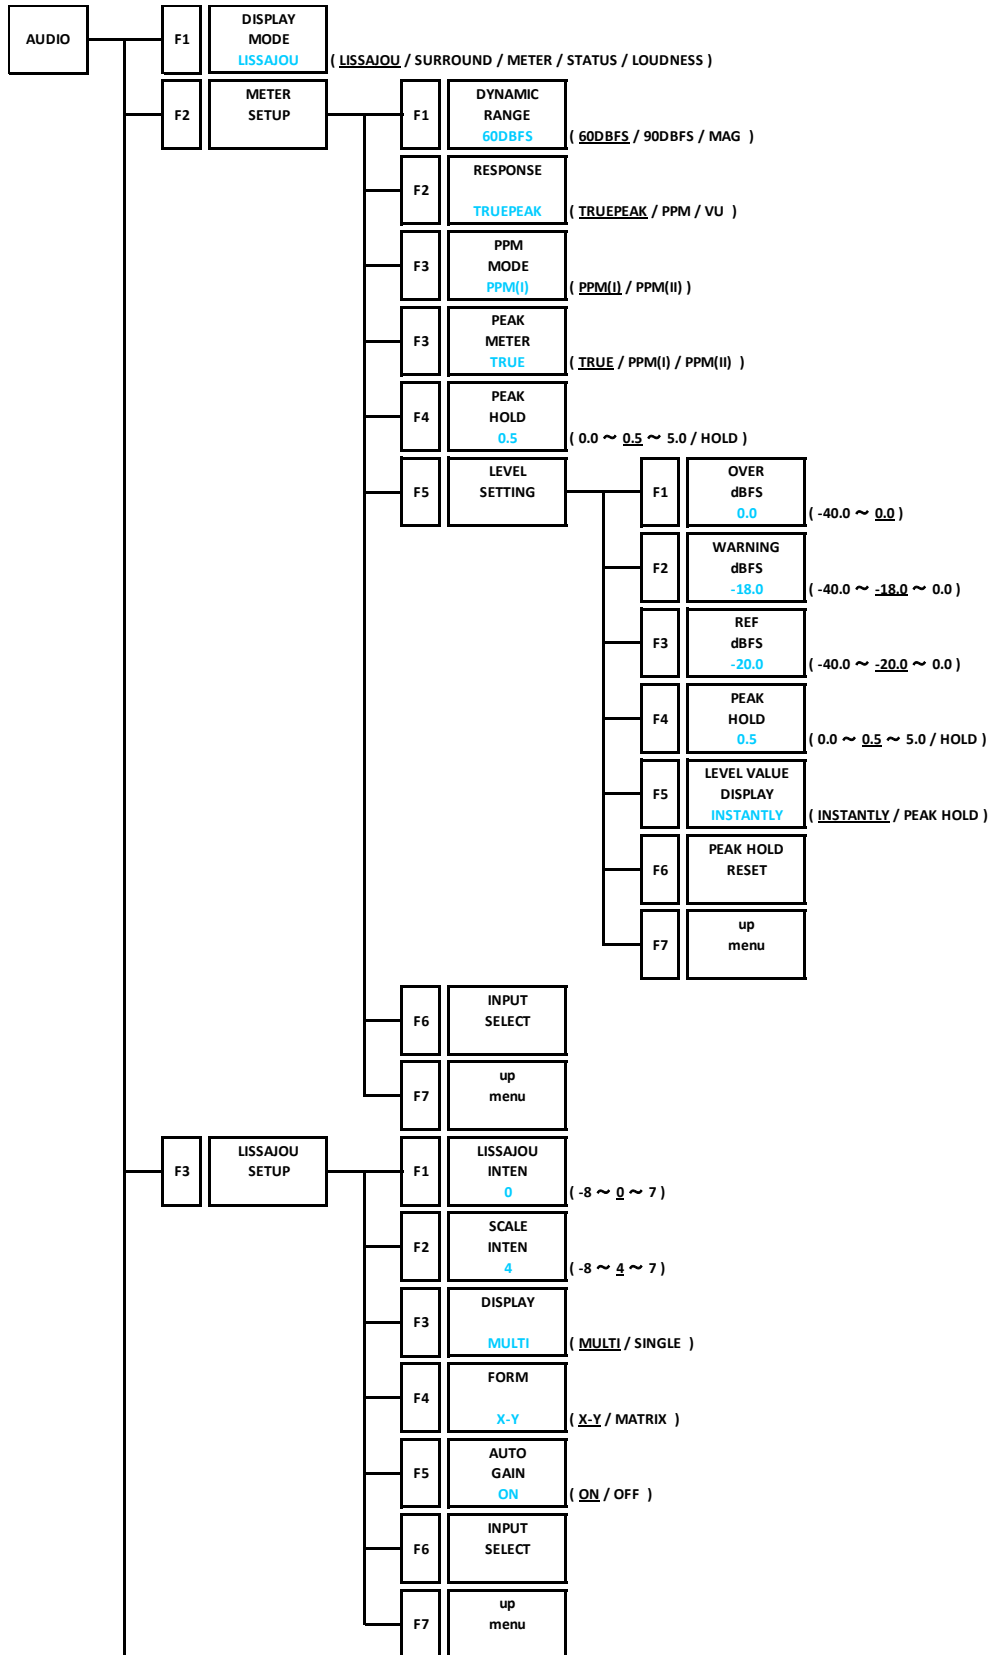 AUDIO
F1
DISPLAY
MODE
LISSAJOU
( LISSAJOU / SURROUND / METER / STATUS / LOUDNESS )
F2
METER
SETUP
F1
DYNAMIC
RANGE
60DBFS
( 60DBFS / 90DBFS / MAG )
F2
RESPONSE
TRUEPEAK
( TRUEPEAK / PPM / VU )
F3
PPM
MODE
PPM(I)
( PPM(I) / PPM(II) )
F3
PEAK
METER
TRUE
( TRUE / PPM(I) / PPM(II) )
F4
PEAK
HOLD
0.5
( 0.0 ～ 0.5 ～ 5.0 / HOLD )
F5
LEVEL
SETTING
F1
OVER
dBFS
0.0
( -40.0 ～ 0.0 )
F2
WARNING
dBFS
-18.0
( -40.0 ～ -18.0 ～ 0.0 )
F3
REF
dBFS
-20.0
( -40.0 ～ -20.0 ～ 0.0 )
F4
PEAK
HOLD
0.5
( 0.0 ～ 0.5 ～ 5.0 / HOLD )
F5
LEVEL VALUE
DISPLAY
INSTANTLY
( INSTANTLY / PEAK HOLD )
F6
PEAK HOLD
RESET
F7
up
menu
F6
INPUT
SELECT
F7
up
menu
F3
LISSAJOU
SETUP
F1
LISSAJOU
INTEN
0
( -8 ～ 0 ～ 7 )
F2
SCALE
INTEN
4
( -8 ～ 4 ～ 7 )
F3
DISPLAY
MULTI
( MULTI / SINGLE )
F4
FORM
X-Y
( X-Y / MATRIX )
F5
AUTO
GAIN
ON
( ON / OFF )
F6
INPUT
SELECT
F7
up
menu